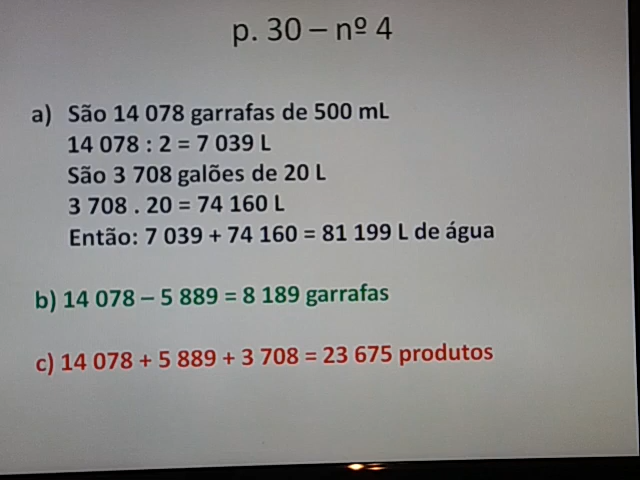 p. 30 – nº 4
a) São 14 078 garrafas de 500 mL
14 078 : 2 = 7 039 L
São 3 708 galões de 20 L
3 708 . 20 = 74 160 L
Então: 7 039 + 74 160 = 81 199 L de água
b) 14 078 – 5 889 = 8 189 garrafas
c) 14 078 + 5 889 + 3 708 = 23 675 produtos